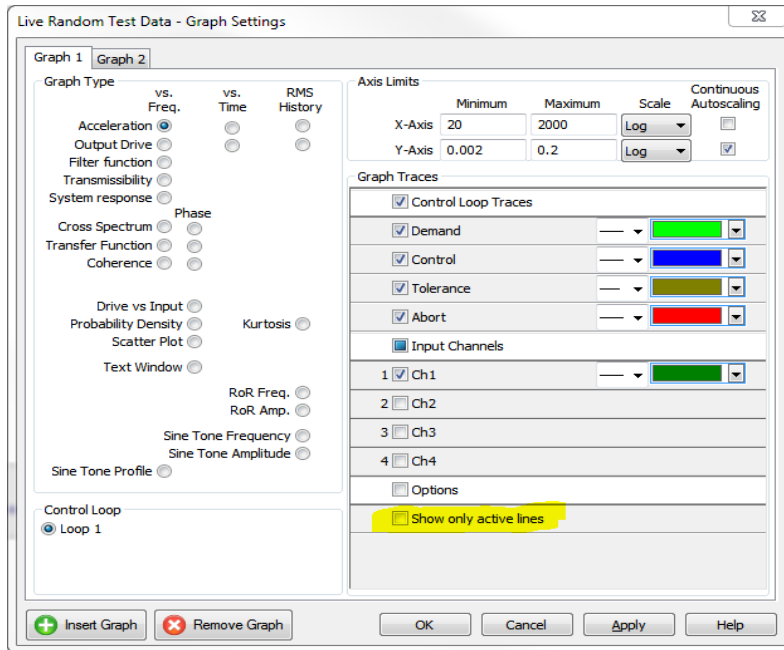 Live Random Test Data - Graph Settings
Graph 1 Graph 2
Graph Type
vs. Freq. vs. Time RMS History
Acceleration
Output Drive
Filter function
Transmissibility
System response
Phase
Cross Spectrum
Transfer Function
Coherence
Drive vs Input
Probability Density Kurtosis
Scatter Plot
Text Window
RoR Freq.
RoR Amp.
Sine Tone Frequency
Sine Tone Amplitude
Sine Tone Profile
Control Loop
Loop 1
Axis Limits
Minimum Maximum Scale Continuous Autoscaling
X-Axis 20 2000 Log
Y-Axis 0.002 0.2 Log
Graph Traces
Control Loop Traces
Demand
Control
Tolerance
Abort
Input Channels
1 Ch1
2 Ch2
3 Ch3
4 Ch4
Options
Show only active lines
Insert Graph Remove Graph OK Cancel Apply Help